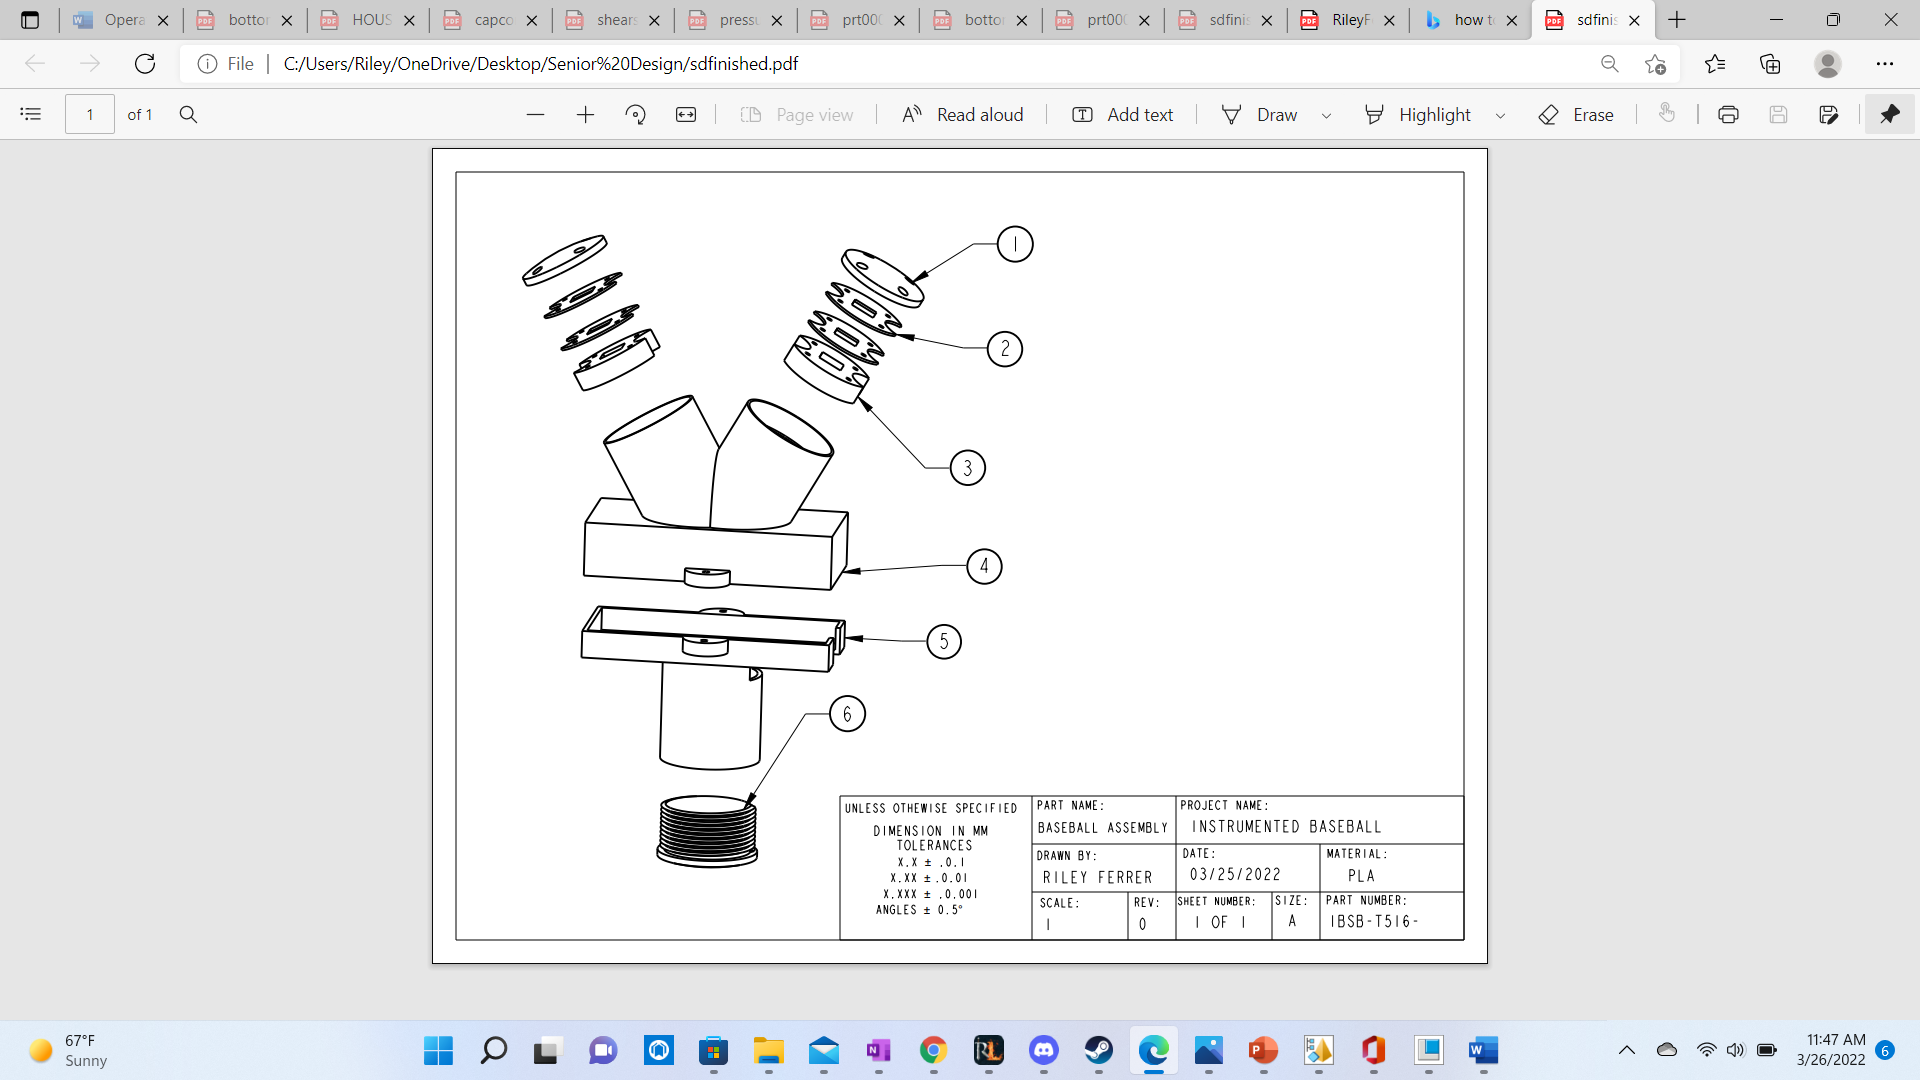 Opera
bottor
HOUS
capco
shears
pressu
prt000
bottor
prt000
sdfinis
RileyF
how t
sdfinis
File
C:/Users/Riley/OneDrive/Desktop/Senior%20Design/sdfinished.pdf
1 of 1
Page view
Read aloud
Add text
Draw
Highlight
Erase
1
2
3
4
5
6
UNLESS OTHEWISE SPECIFIED
DIMENSION IN MM
TOLERANCES
X.X ± .0.1
X.XX ± .0.01
X.XXX ± .0.001
ANGLES ± 0.5°
PART NAME:
BASEBALL ASSEMBLY
PROJECT NAME:
INSTRUMENTED BASEBALL
DRAWN BY:
RILEY FERRER
DATE:
03/25/2022
MATERIAL:
PLA
SCALE:
1
REV:
0
SHEET NUMBER:
1 OF 1
SIZE:
A
PART NUMBER:
IBSB-T516-
67°F
Sunny
11:47 AM
3/26/2022
6